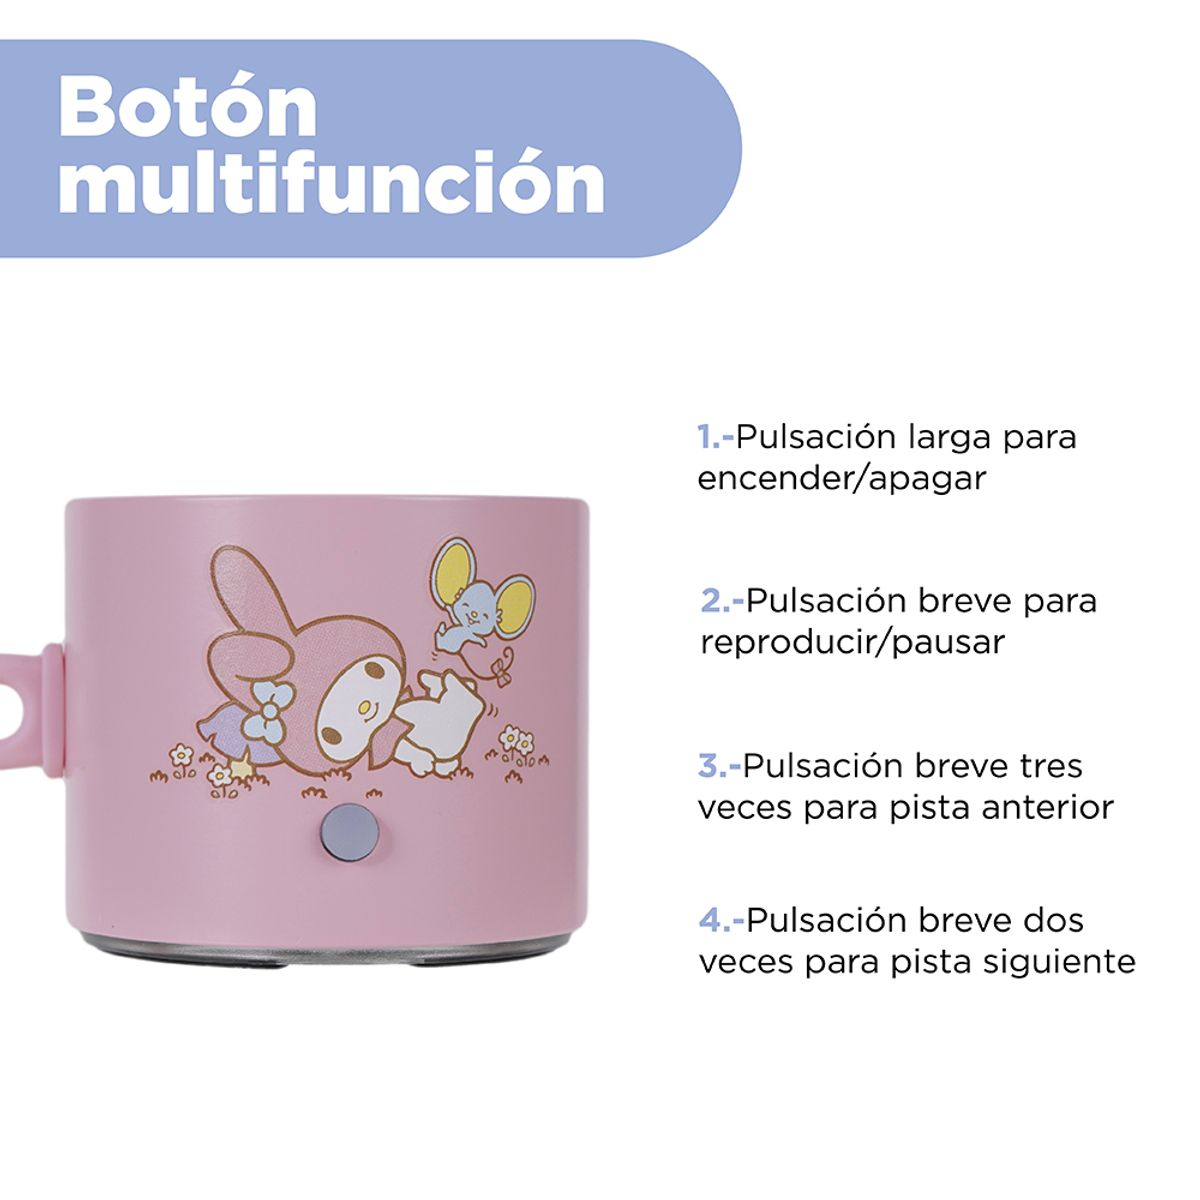 Botón
multifunción
1.-Pulsación larga para
encender/apagar
2.-Pulsación breve para
reproducir/pausar
3.-Pulsación breve tres
veces para pista anterior
4.-Pulsación breve dos
veces para pista siguiente